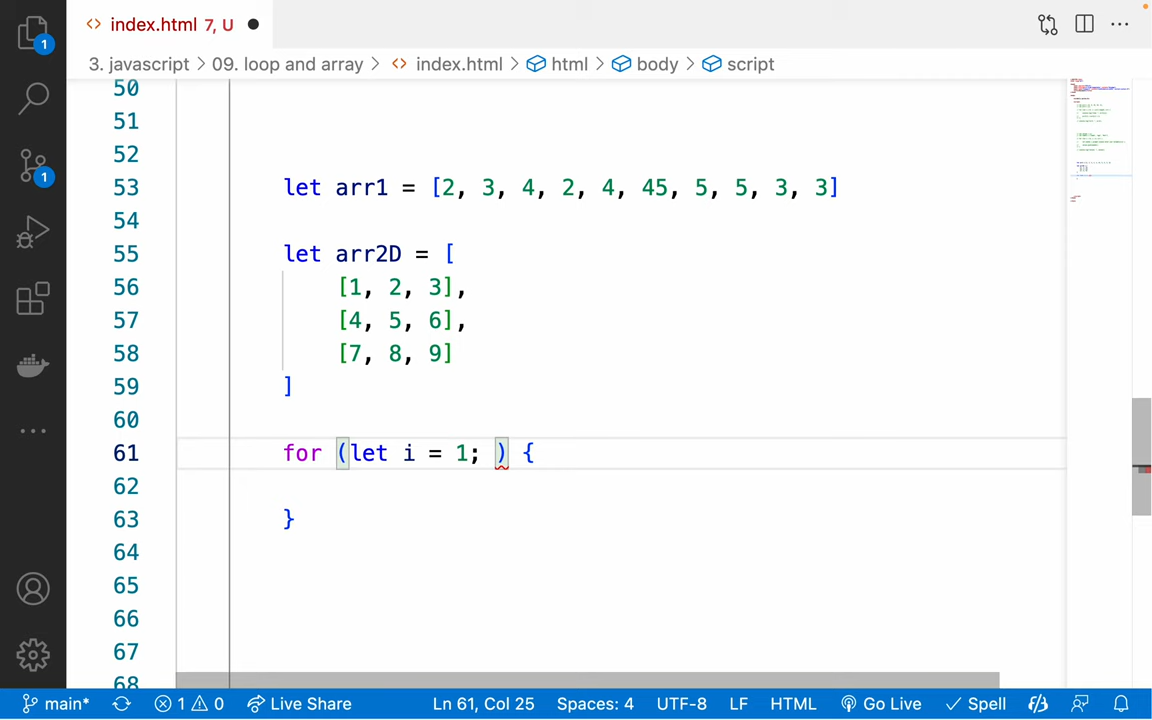 index.html 7, U
3. javascript > 09. loop and array > index.html > html > body > script
50
51
52
53 let arr1 = [2, 3, 4, 2, 4, 45, 5, 5, 3, 3]
54
55 let arr2D = [
56 [1, 2, 3],
57 [4, 5, 6],
58 [7, 8, 9]
59 ]
60
61 for (let i = 1; ) {
62
63 }
64
65
66
67
68
1
1
main* 1 0 Live Share Ln 61, Col 25 Spaces: 4 UTF-8 LF HTML Go Live Spell